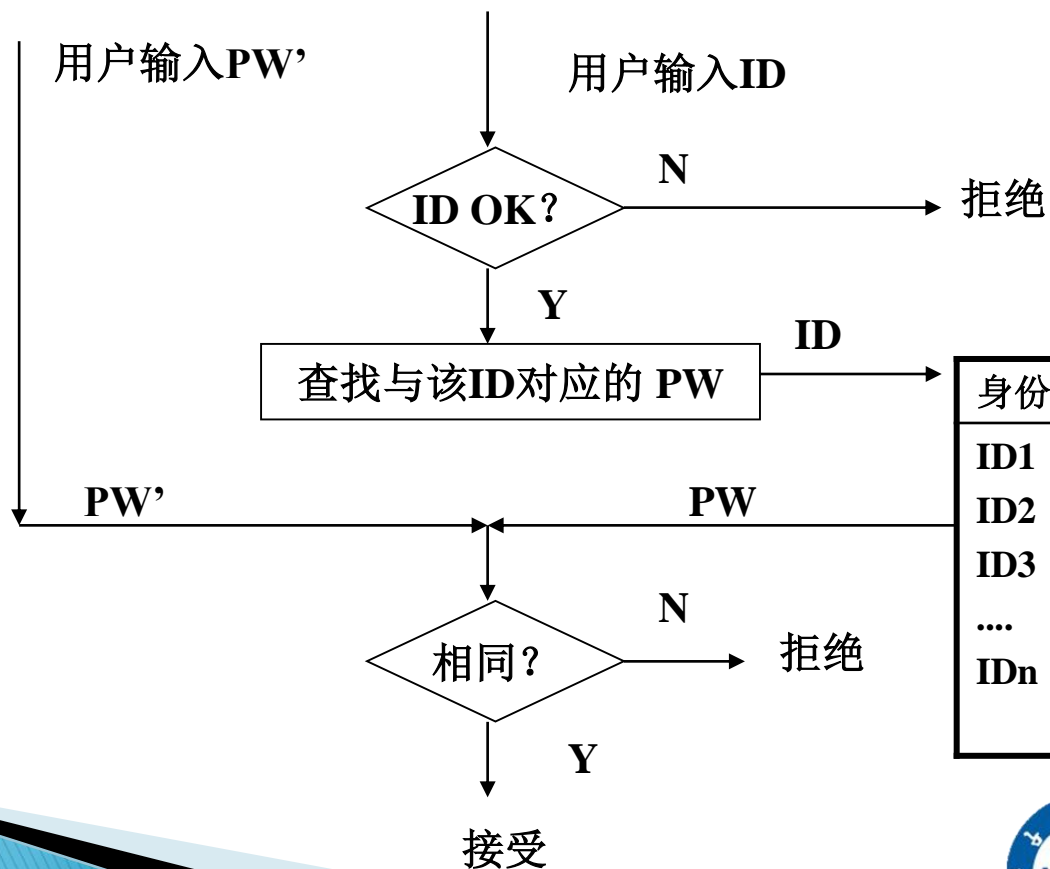 用户输入PW’
用户输入ID
ID OK？
N
拒绝
Y
查找与该ID对应的 PW
ID
身份
ID1
ID2
ID3
....
IDn
PW’
PW
相同？
N
拒绝
Y
接受